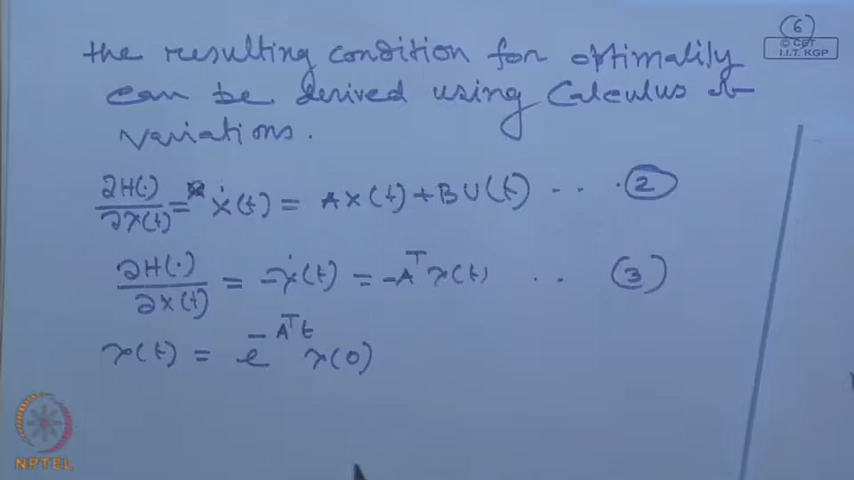 6
© CET
I.I.T. KGP
the resulting condition for optimality
can be derived using Calculus of
variations.
∂H(·)/∂λ(t) = ẋ(t) = Ax(t) + BU(t) ... (2)
∂H(·)/∂x(t) = -λ̇(t) = -Aᵀλ(t) .. (3)
λ(t) = e^(-Aᵀt) λ(0)
NPTEL